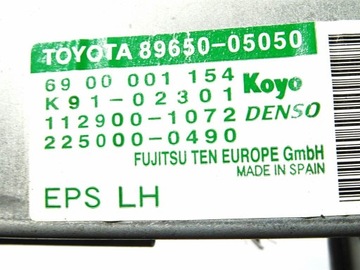 TOYOTA 89650-05050
69 00 001 154 Koyo
K91-02301
112900-1072 DENSO
225000-0490
FUJITSU TEN EUROPE GmbH
MADE IN SPAIN
EPS LH